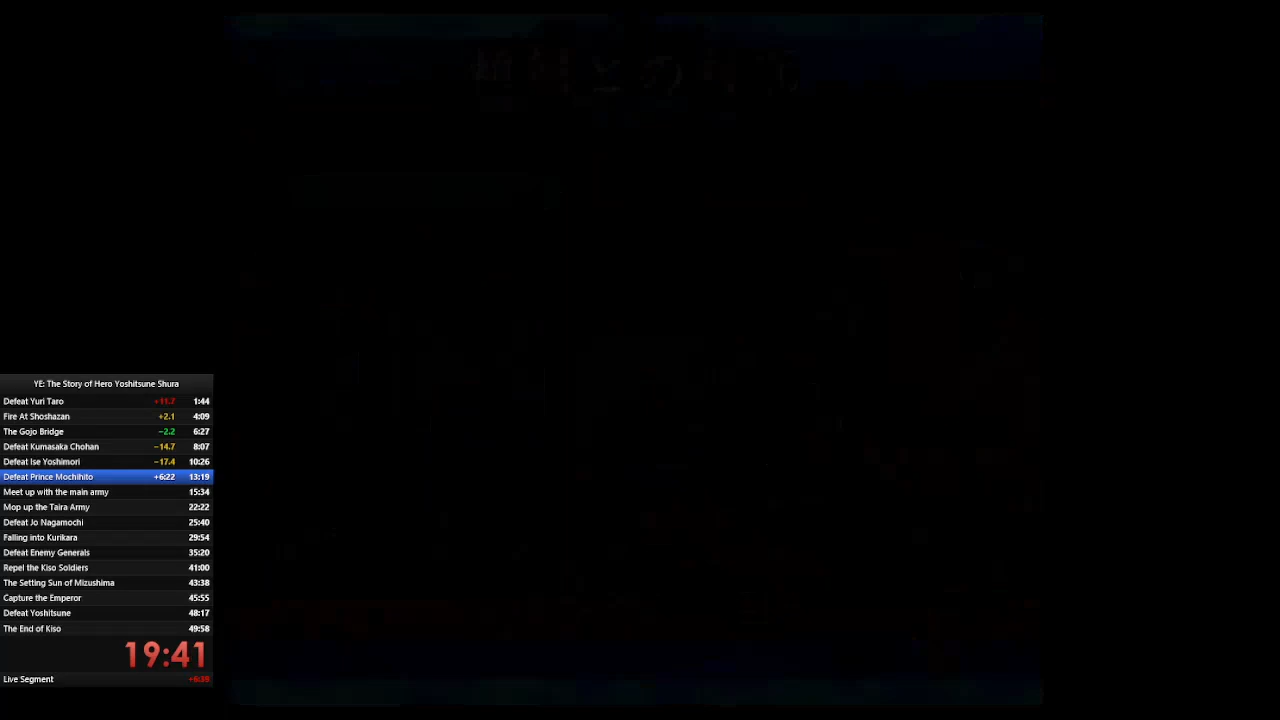 YE: The Story of Hero Yoshitsune Shura
Defeat Yuri Taro +11.7 1:44
Fire At Shoshazan +2.1 4:09
The Gojo Bridge −2.2 6:27
Defeat Kumasaka Chohan −14.7 8:07
Defeat Ise Yoshimori −17.4 10:26
Defeat Prince Mochihito +6:22 13:19
Meet up with the main army 15:34
Mop up the Taira Army 22:22
Defeat Jo Nagamochi 25:40
Falling into Kurikara 29:54
Defeat Enemy Generals 35:20
Repel the Kiso Soldiers 41:00
The Setting Sun of Mizushima 43:38
Capture the Emperor 45:55
Defeat Yoshitsune 48:17
The End of Kiso 49:58
19:41
Live Segment +6:39